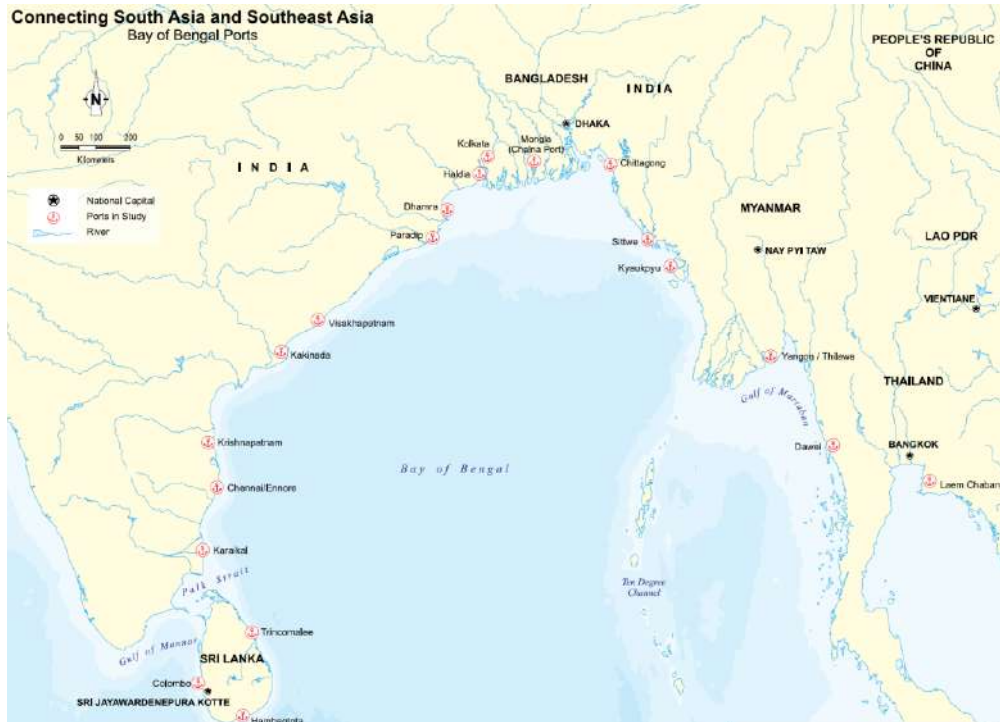 Connecting South Asia and Southeast Asia
Bay of Bengal Ports
PEOPLE'S REPUBLIC
OF
CHINA
BANGLADESH
INDIA
N
DHAKA
0 50 100 200
Kilometers
Kolkata
Mongla
(Chalna Port)
Chittagong
INDIA
Haldia
National Capital
Ports in Study
River
Dhamra
MYANMAR
Paradip
Sittwe
NAY PYI TAW
LAO PDR
Kyaukpyu
VIENTIANE
Visakhapatnam
Kakinada
Yangon / Thilawa
THAILAND
Gulf of Martaban
Krishnapatnam
Dawei
BANGKOK
Bay of Bengal
Chennai/Ennore
Laem Chaban
Karaikal
Palk Strait
Ten Degree
Channel
Trincomalee
Gulf of Mannar
SRI LANKA
Colombo
SRI JAYAWARDENEPURA KOTTE
Hambantota